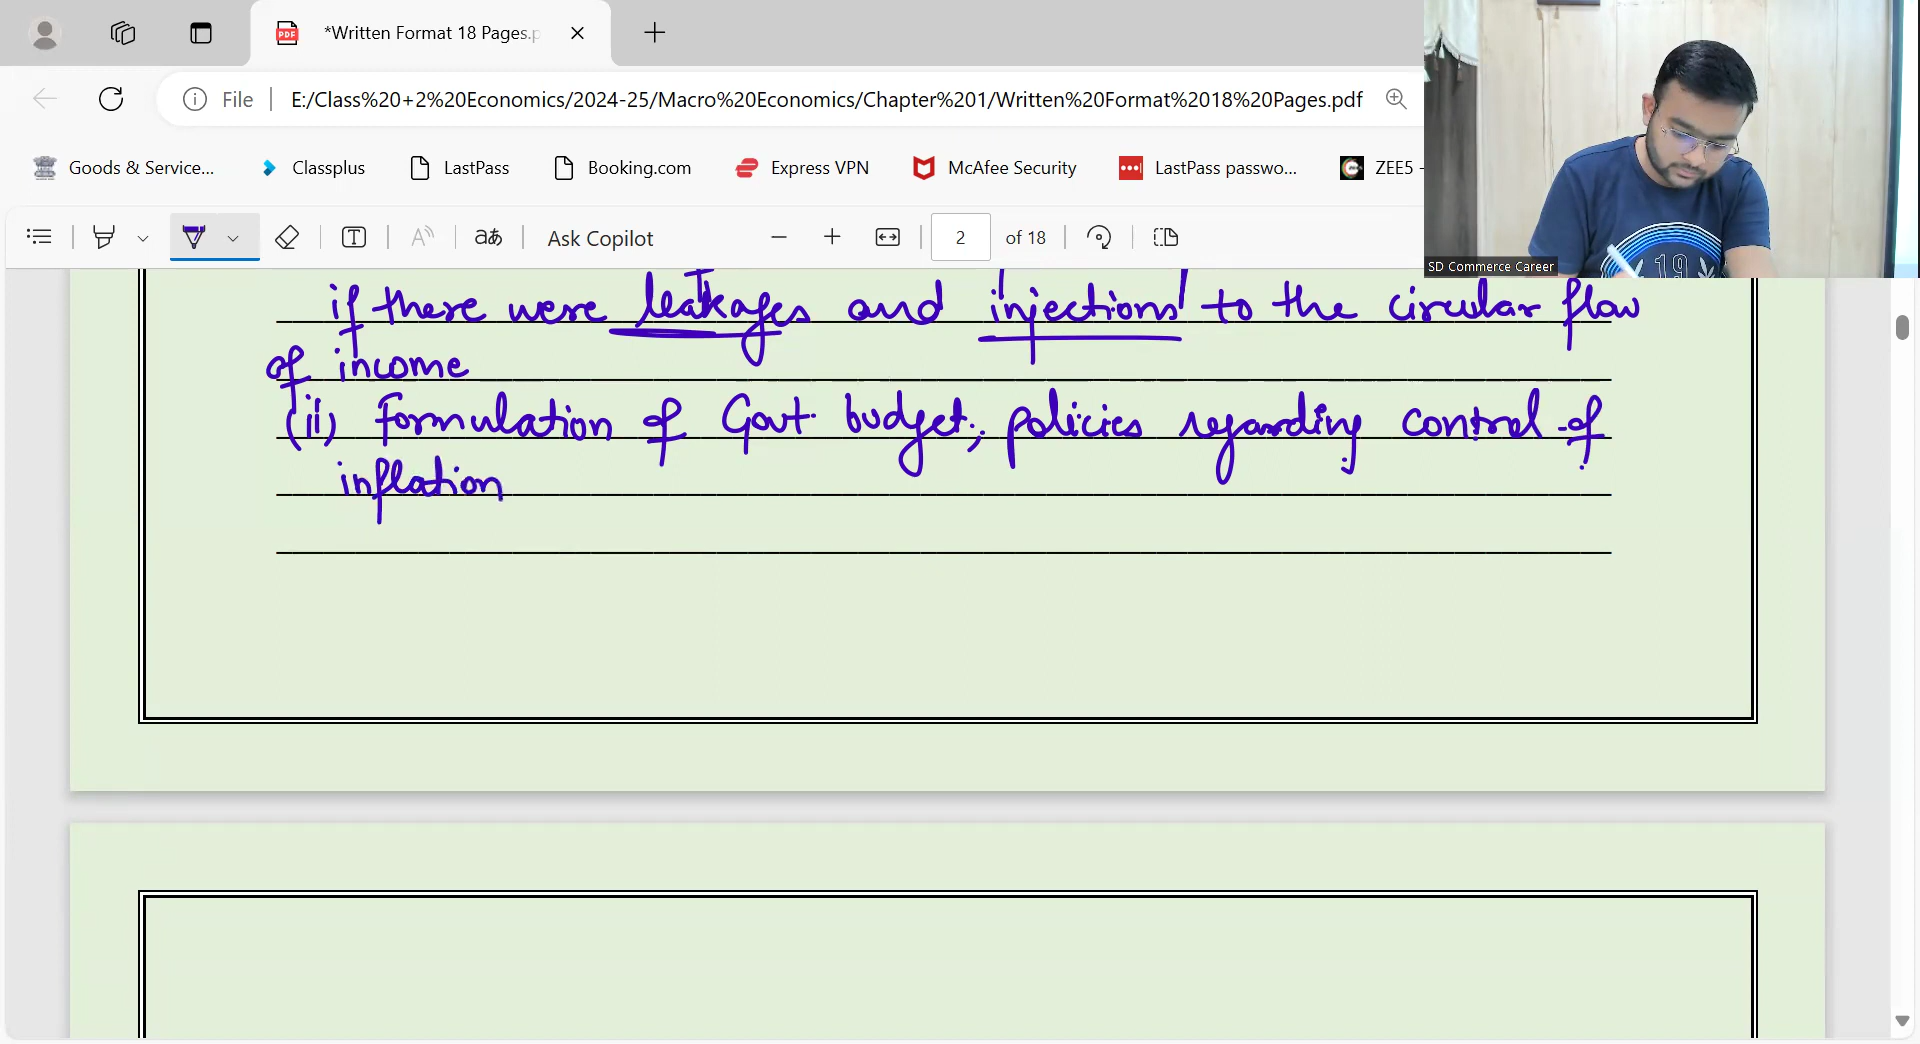 *Written Format 18 Pages.p
File
E:/Class%20+2%20Economics/2024-25/Macro%20Economics/Chapter%201/Written%20Format%2018%20Pages.pdf
Goods & Service... Classplus LastPass Booking.com Express VPN McAfee Security LastPass passwo... ZEE5 -
aあ Ask Copilot 2 of 18
19
SD Commerce Career
if there were leakages and injections to the circular flow
of income
(ii) Formulation of Govt. budget, policies regarding control of
inflation